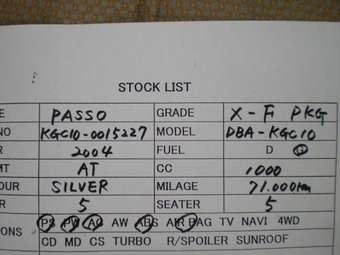 STOCK LIST
E PASSO GRADE X-F PKG
NO KGC10-0015227 MODEL DBA-KGC10
R 2004 FUEL D G
MT AT CC 1000
OUR SILVER MILAGE 71.000km
R 5 SEATER 5
ONS PS PW AC AW ABS AIR BAG TV NAVI 4WD
CD MD CS TURBO R/SPOILER SUNROOF